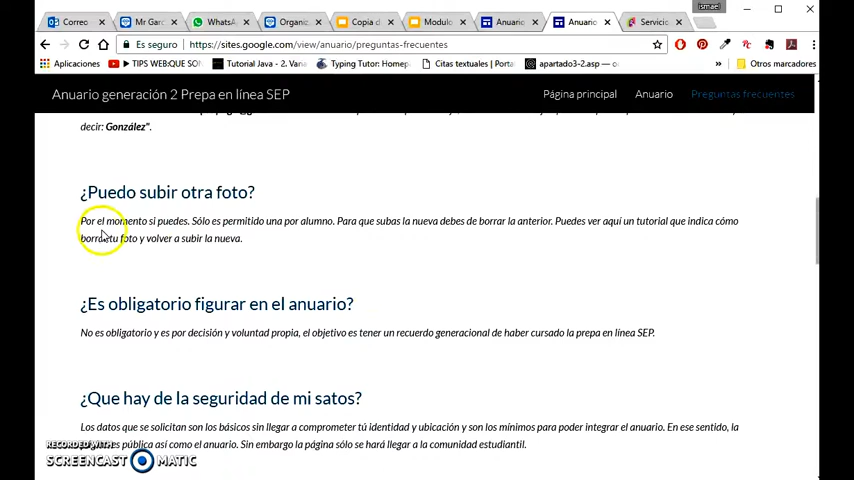 Ismael
Correo
Mr Garc
WhatsA
Organiz
Copia d
Modulo
Anuario
Anuario
Servicio
Es seguro
https://sites.google.com/view/anuario/preguntas-frecuentes
Aplicaciones
TIPS WEB:QUE SON
Tutorial Java - 2. Varia
Typing Tutor: Homep
Citas textuales | Porta
apartado3-2.asp — co
»
Otros marcadores
Anuario generación 2 Prepa en línea SEP
Página principal
Anuario
Preguntas frecuentes
decir: González".
¿Puedo subir otra foto?
Por el momento si puedes. Sólo es permitido una por alumno. Para que subas la nueva debes de borrar la anterior. Puedes ver aquí un tutorial que indica cómo
borrar tu foto y volver a subir la nueva.
¿Es obligatorio figurar en el anuario?
No es obligatorio y es por decisión y voluntad propia, el objetivo es tener un recuerdo generacional de haber cursado la prepa en línea SEP.
¿Que hay de la seguridad de mi satos?
Los datos que se solicitan son los básicos sin llegar a comprometer tú identidad y ubicación y son los mínimos para poder integrar el anuario. En ese sentido, la
es pública así como el anuario. Sin embargo la página sólo se hará llegar a la comunidad estudiantil.
RECORDED WITH
SCREENCAST MATIC